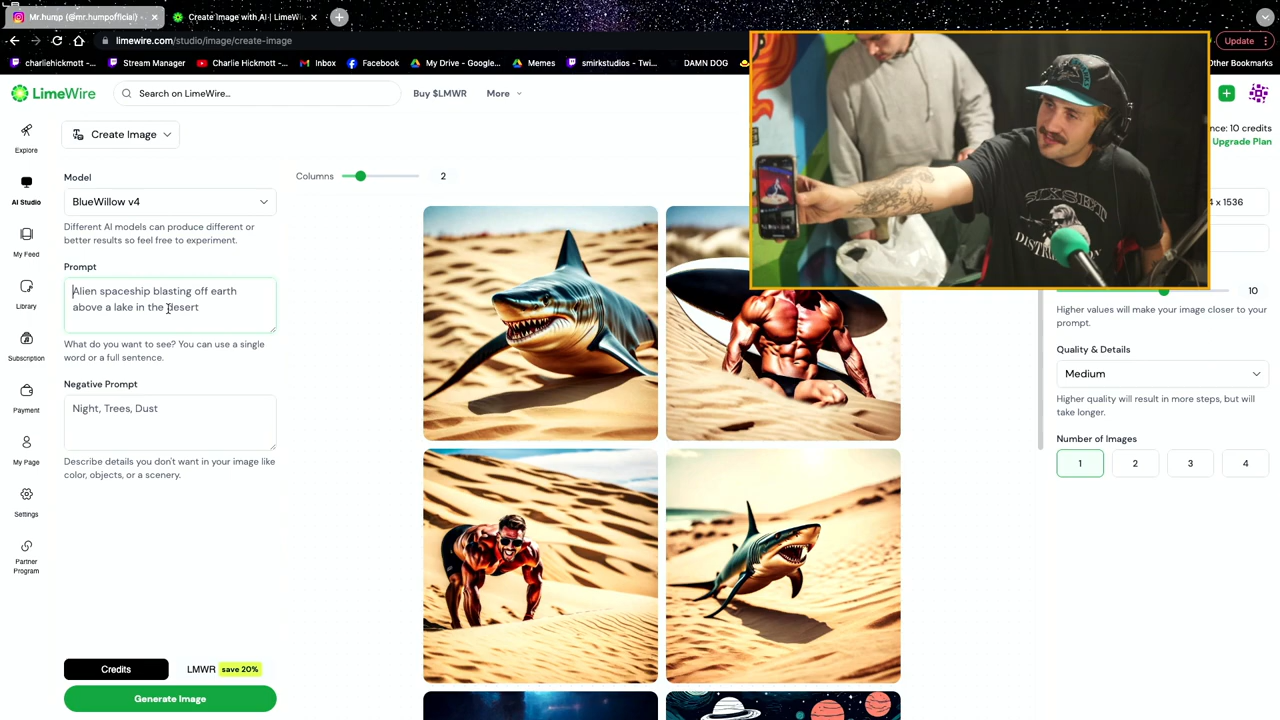 Mr.hump (@mr.humpofficial) -
Create Image with AI | LimeWi
limewire.com/studio/image/create-image
Update
charliehickmott - ...
Stream Manager
Charlie Hickmott -...
Inbox
Facebook
My Drive - Google...
Memes
smirkstudios - Twi...
DAMN DOG
Other Bookmarks
LimeWire
Search on LimeWire...
Buy $LMWR
More
nce: 10 credits
Upgrade Plan
Explore
AI Studio
My Feed
Library
Subscription
Payment
My Page
Settings
Partner
Program
Create Image
Model
BlueWillow v4
Different AI models can produce different or
better results so feel free to experiment.
Prompt
Alien spaceship blasting off earth
above a lake in the desert
What do you want to see? You can use a single
word or a full sentence.
Negative Prompt
Night, Trees, Dust
Describe details you don't want in your image like
color, objects, or a scenery.
Credits
LMWR save 20%
Generate Image
Columns
2
SIXSET
4 x 1536
10
Higher values will make your image closer to your
prompt.
Quality & Details
Medium
Higher quality will result in more steps, but will
take longer.
Number of Images
1
2
3
4